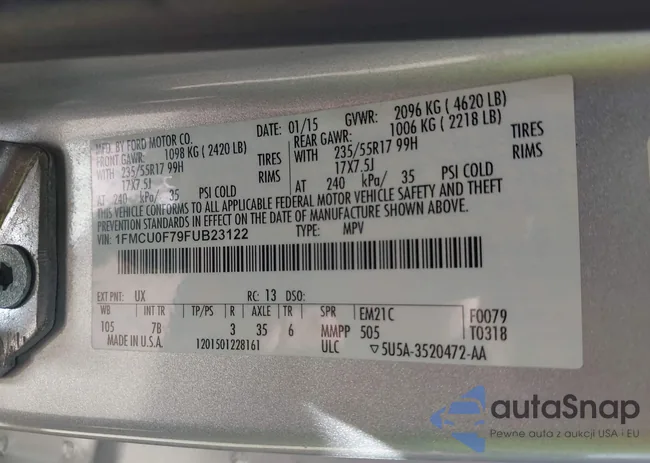 MFD. BY FORD MOTOR CO. DATE: 01/15 GVWR: 2096 KG ( 4620 LB)
FRONT GAWR: 1098 KG ( 2420 LB) REAR GAWR: 1006 KG ( 2218 LB)
WITH 235/55R17 99H TIRES WITH 235/55R17 99H TIRES
17X7.5J RIMS 17X7.5J RIMS
AT 240 kPa/ 35 PSI COLD AT 240 kPa/ 35 PSI COLD
THIS VEHICLE CONFORMS TO ALL APPLICABLE FEDERAL MOTOR VEHICLE SAFETY AND THEFT
PREVENTION STANDARDS IN EFFECT ON THE DATE OF MANUFACTURE SHOWN ABOVE.
VIN: 1FMCU0F79FUB23122 TYPE: MPV
EXT PNT: UX RC: 13 DSO:
WB INT TR TP/PS R AXLE TR SPR EM21C F0079
105 7B 3 35 6 MMPP 505 T0318
MADE IN U.S.A. 1201501228161 ULC ▽5U5A-3520472-AA
autaSnap
Pewne auta z aukcji USA - EU